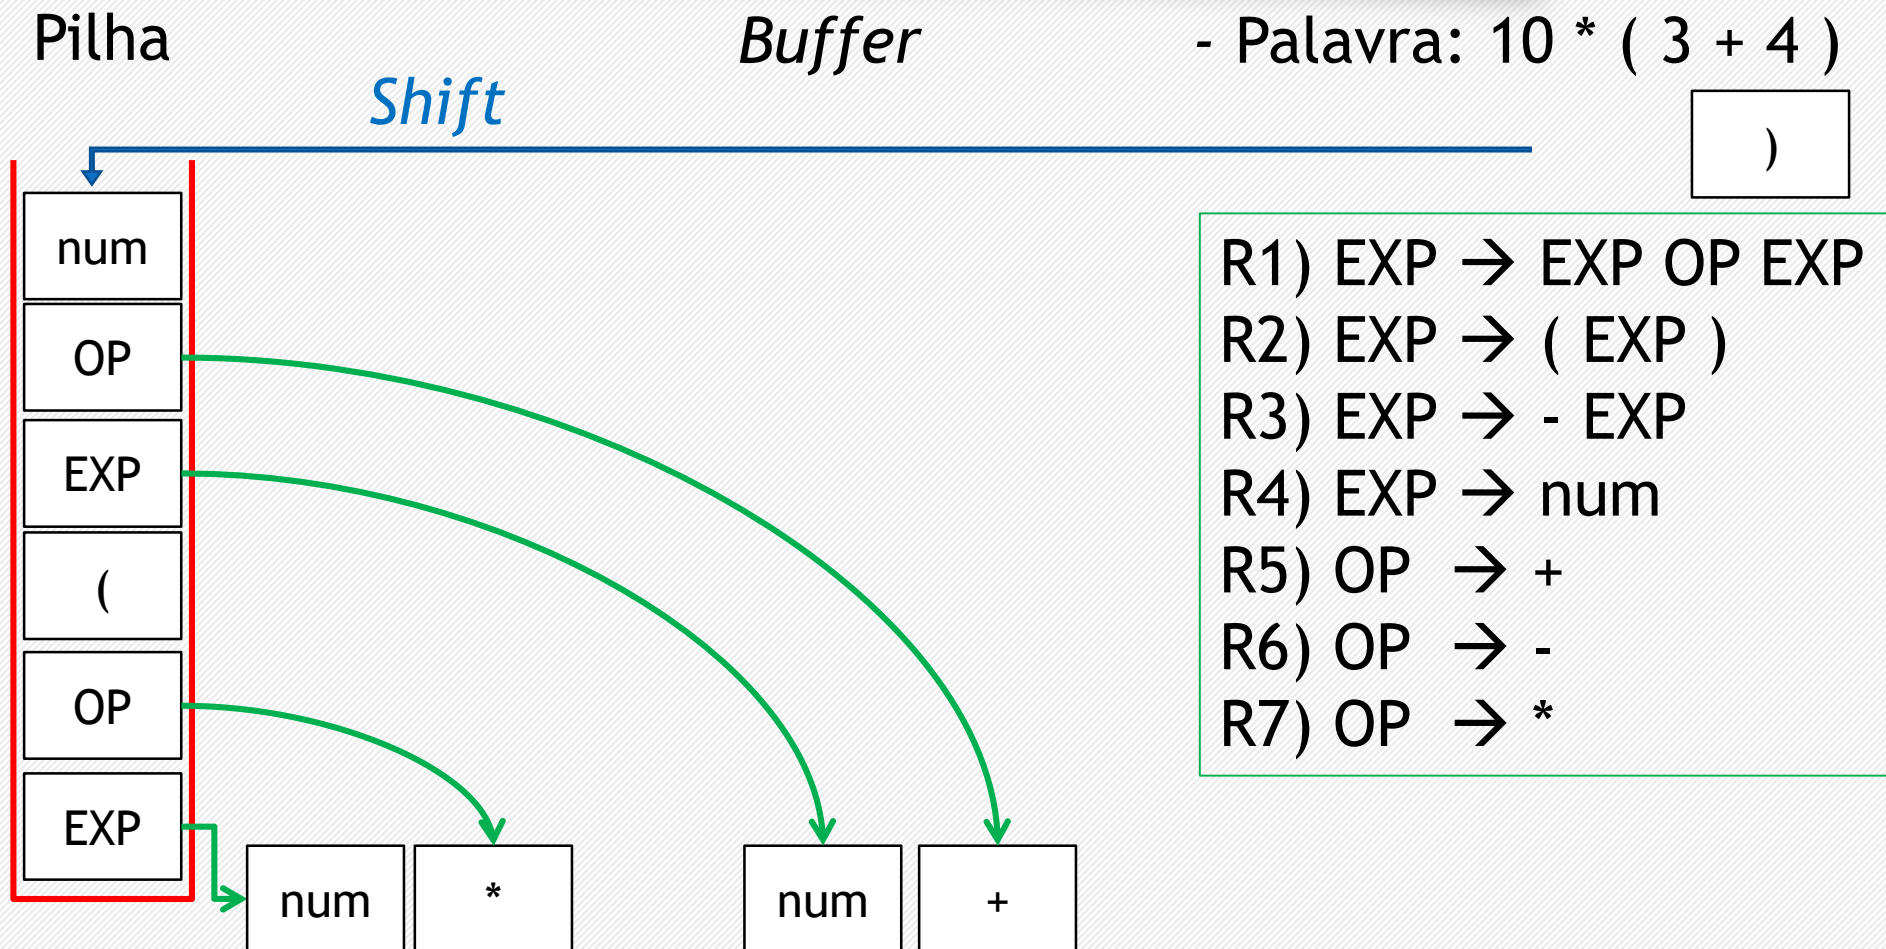 Pilha
Buffer
- Palavra: 10 * ( 3 + 4 )
Shift
)
num
OP
EXP
(
OP
EXP
num
*
num
+
R1) EXP → EXP OP EXP
R2) EXP → ( EXP )
R3) EXP → - EXP
R4) EXP → num
R5) OP → +
R6) OP → -
R7) OP → *